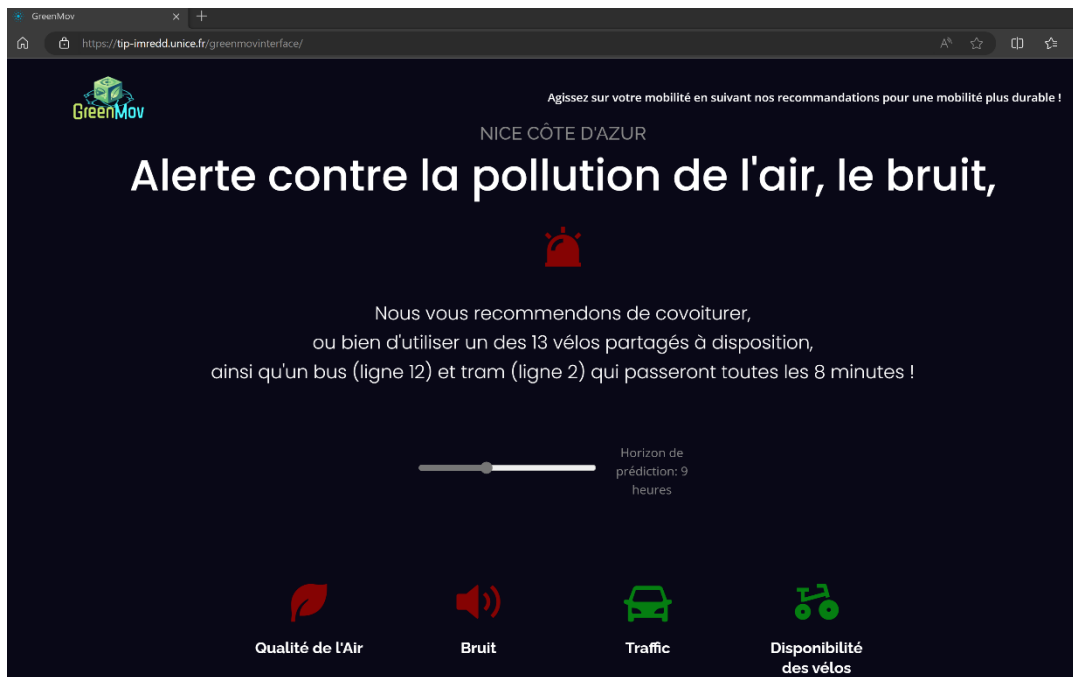 GreenMov
https://tip-imredd.unice.fr/greenmovinterface/
GreenMov
Agissez sur votre mobilité en suivant nos recommandations pour une mobilité plus durable !
NICE CÔTE D'AZUR
Alerte contre la pollution de l'air, le bruit,
Nous vous recommendons de covoiturer,
ou bien d'utiliser un des 13 vélos partagés à disposition,
ainsi qu'un bus (ligne 12) et tram (ligne 2) qui passeront toutes les 8 minutes !
Horizon de
prédiction: 9
heures
Qualité de l'Air
Bruit
Traffic
Disponibilité
des vélos